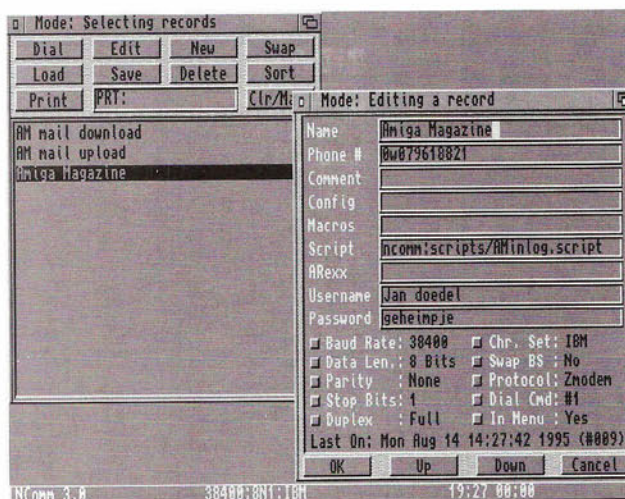 Mode: Selecting records
Dial Edit New Swap
Load Save Delete Sort
Print PRT: Clr/Ma
AM mail download
AM mail upload
Amiga Magazine
Mode: Editing a record
Name Amiga Magazine
Phone # 0w079618821
Comment
Config
Macros
Script ncomm:scripts/AMinlog.script
ARexx
Username Jan doedel
Password geheimpje
Baud Rate: 38400 Chr. Set: IBM
Data Len.: 8 Bits Swap BS : No
Parity : None Protocol: Zmodem
Stop Bits: 1 Dial Cmd: #1
Duplex : Full In Menu : Yes
Last On: Mon Aug 14 14:27:42 1995 (#009)
OK Up Down Cancel
NComm 3.0 38400:8N1:IBM 19:27 00:00